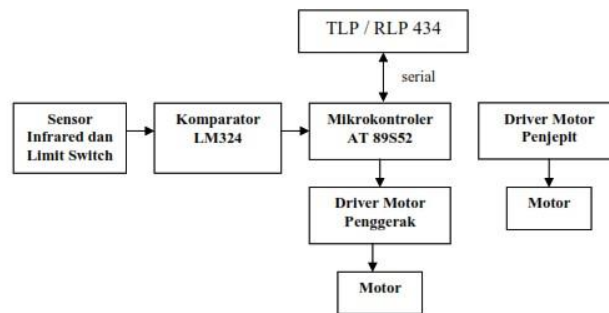 TLP / RLP 434
serial
Sensor
Infrared dan
Limit Switch
Komparator
LM324
Mikrokontroler
AT 89S52
Driver Motor
Penjepit
Driver Motor
Penggerak
Motor
Motor